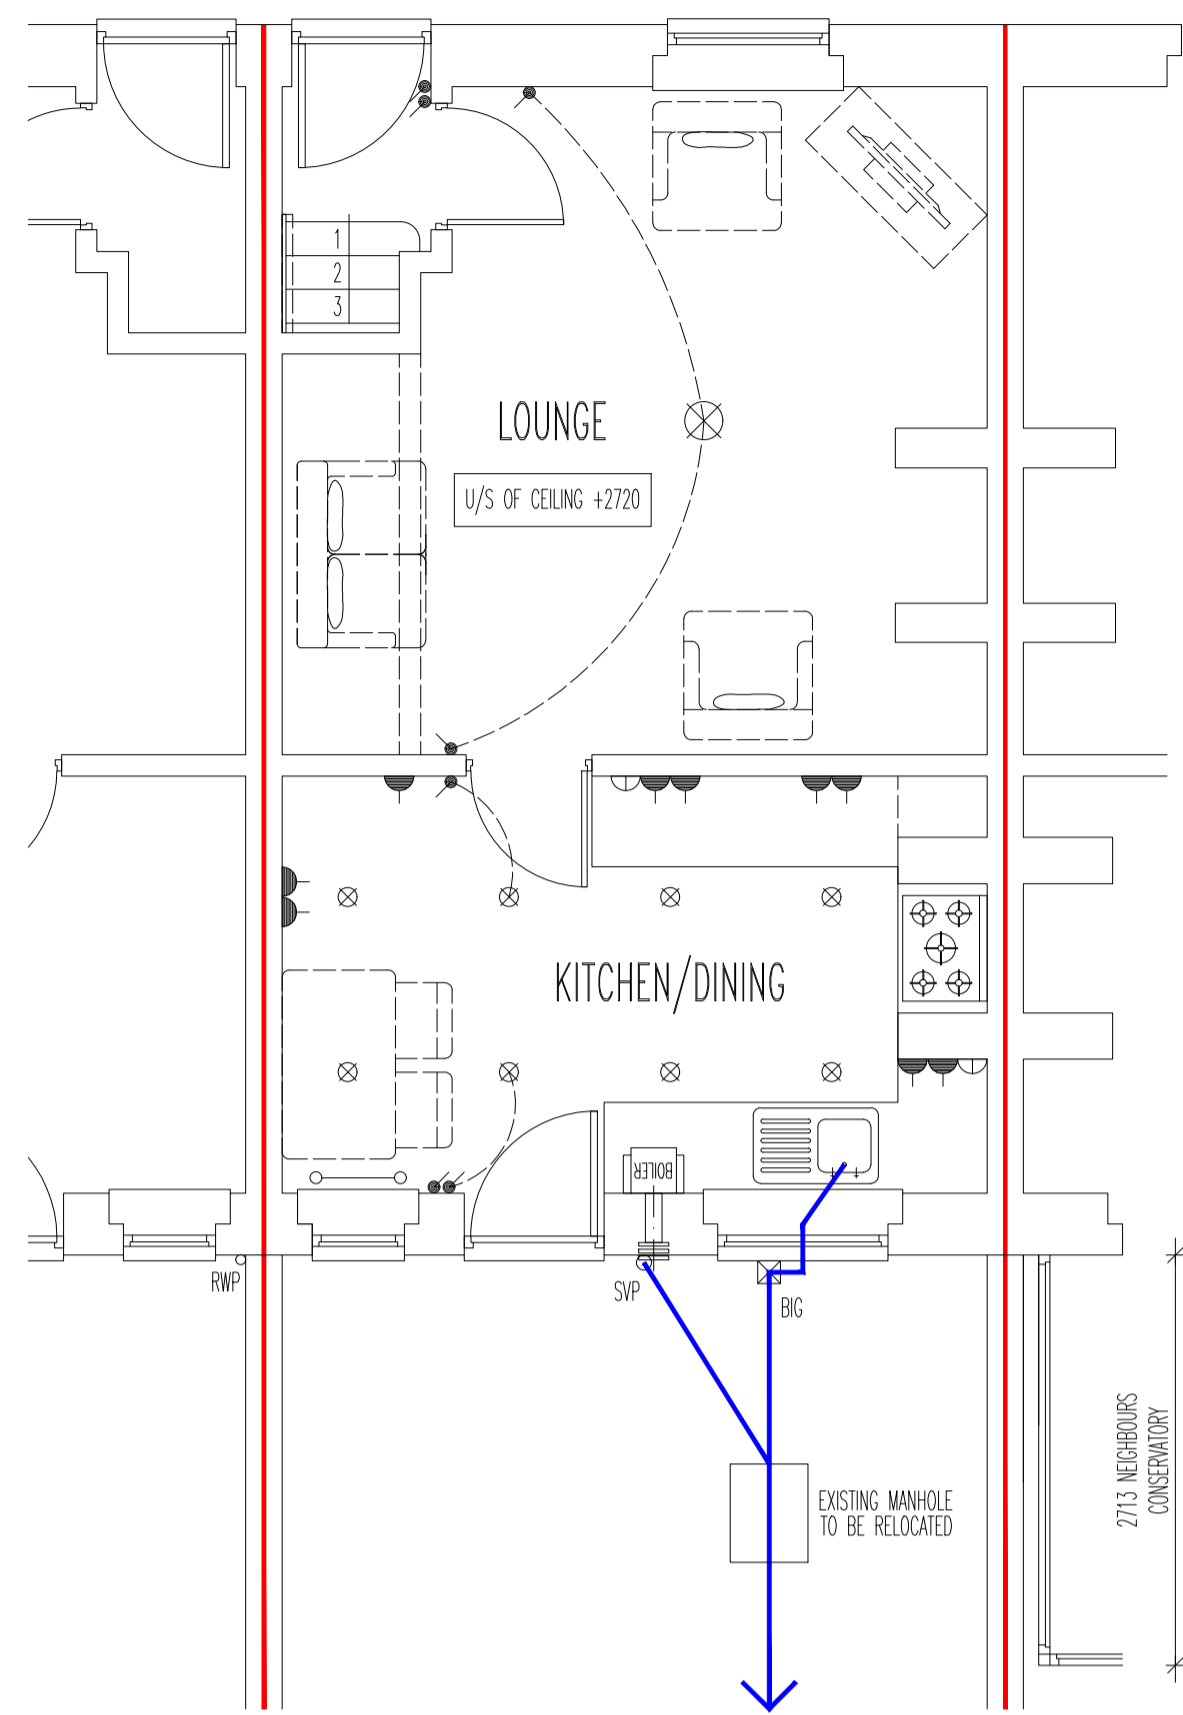 1
2
3
LOUNGE
U/S OF CEILING +2720
KITCHEN/DINING
BOILER
RWP
SVP
BIG
EXISTING MANHOLE
TO BE RELOCATED
2713 NEIGHBOURS
CONSERVATORY